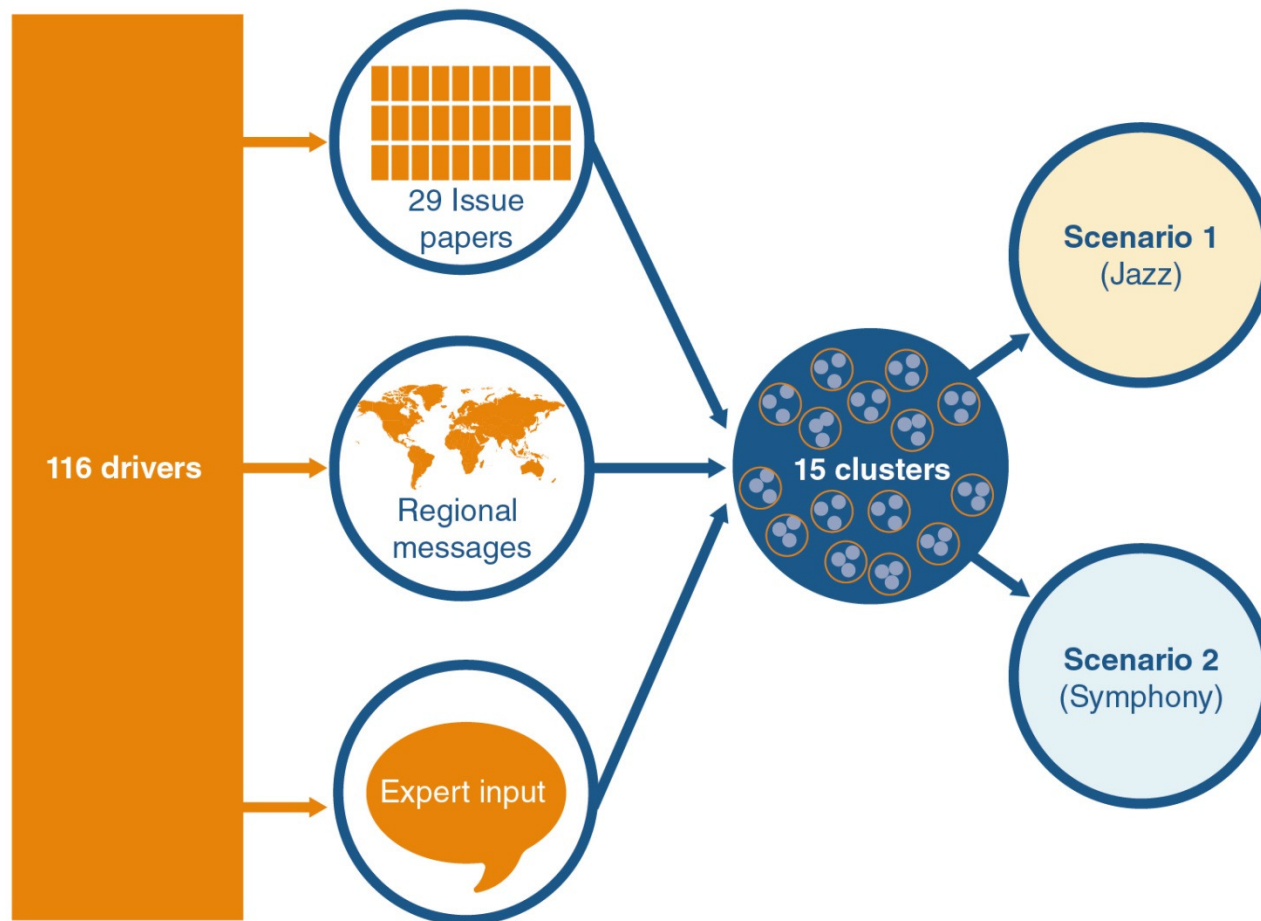 116 drivers
29 Issue
papers
Regional
messages
Expert input
15 clusters
Scenario 1
(Jazz)
Scenario 2
(Symphony)